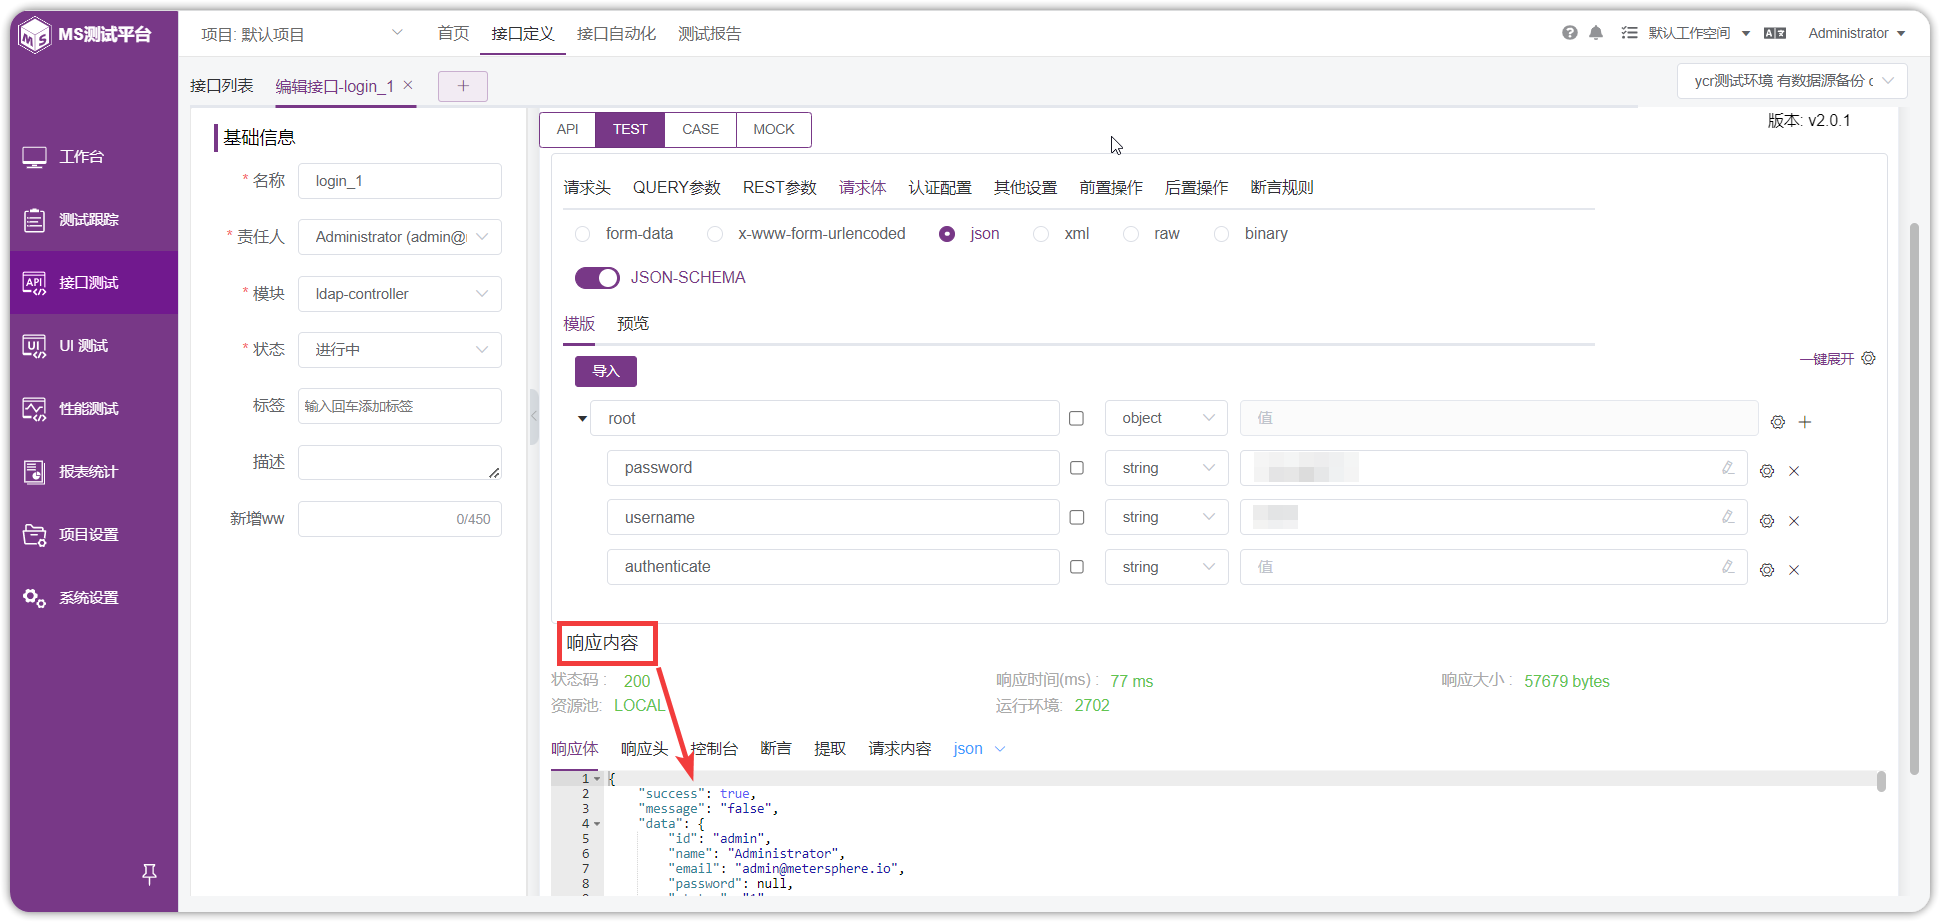 MS测试平台
项目: 默认项目
首页
接口定义
接口自动化
测试报告
默认工作空间
Administrator
接口列表
编辑接口-login_1
ycr测试环境 有数据源备份 c
工作台
测试跟踪
接口测试
UI 测试
性能测试
报表统计
项目设置
系统设置
基础信息
* 名称
login_1
* 责任人
Administrator (admin@
* 模块
ldap-controller
* 状态
进行中
标签
输入回车添加标签
描述
新增ww
0/450
API
TEST
CASE
MOCK
版本: v2.0.1
请求头
QUERY参数
REST参数
请求体
认证配置
其他设置
前置操作
后置操作
断言规则
form-data
x-www-form-urlencoded
json
xml
raw
binary
JSON-SCHEMA
模版
预览
导入
一键展开
root
object
值
password
string
username
string
authenticate
string
值
响应内容
状态码 : 200
响应时间(ms) : 77 ms
响应大小 : 57679 bytes
资源池: LOCAL
运行环境: 2702
响应体
响应头
控制台
断言
提取
请求内容
json
1 {
2 "success": true,
3 "message": "false",
4 "data": {
5 "id": "admin",
6 "name": "Administrator",
7 "email": "admin@metersphere.io",
8 "password": null,